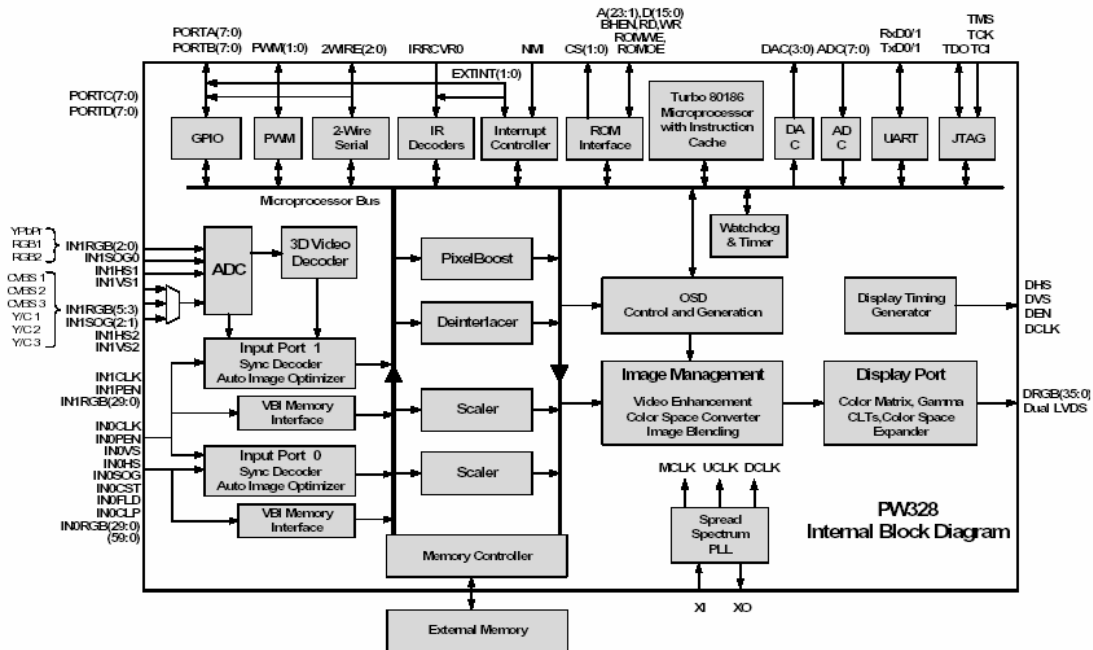 A(23:1),D(15:0)
BHEN,RD,WR
ROMWE,
ROMOE
TMS
TCK
PORTA(7:0)
PORTB(7:0)
PWM(1:0)
2WIRE(2:0)
IRRCVR0
NMI
CS(1:0)
DAC(3:0)
ADC(7:0)
RxD0/1
TxD0/1
TDO
TCI
EXTINT(1:0)
PORTC(7:0)
PORTD(7:0)
GPIO
PWM
2-Wire
Serial
IR
Decoders
Interrupt
Controller
ROM
Interface
Turbo 80186
Microprocessor
with Instruction
Cache
DA
C
AD
C
UART
JTAG
Microprocessor Bus
Watchdog
& Timer
YPbPr
RGB1
RGB2
CVBS 1
CVBS 2
CVBS 3
Y/C 1
Y/C 2
Y/C 3
IN1RGB(2:0)
IN1SOG0
IN1HS1
IN1VS1
IN1RGB(5:3)
IN1SOG(2:1)
IN1HS2
IN1VS2
ADC
3D Video
Decoder
PixelBoost
Deinterlacer
OSD
Control and Generation
Display Timing
Generator
DHS
DVS
DEN
DCLK
Input Port 1
Sync Decoder
Auto Image Optimizer
IN1CLK
IN1PEN
IN1RGB(29:0)
VBI Memory
Interface
Scaler
Image Management
Video Enhancement
Color Space Converter
Image Blending
Display Port
Color Matrix, Gamma
CLTs,Color Space
Expander
DRGB(35:0)
Dual LVDS
IN0CLK
IN0PEN
IN0VS
IN0HS
IN0SOG
IN0CST
IN0FLD
IN0CLP
IN0RGB(29:0)
(59:0)
Input Port 0
Sync Decoder
Auto Image Optimizer
Scaler
VBI Memory
Interface
MCLK
UCLK
DCLK
Spread
Spectrum
PLL
PW328
Internal Block Diagram
Memory Controller
XI
XO
External Memory